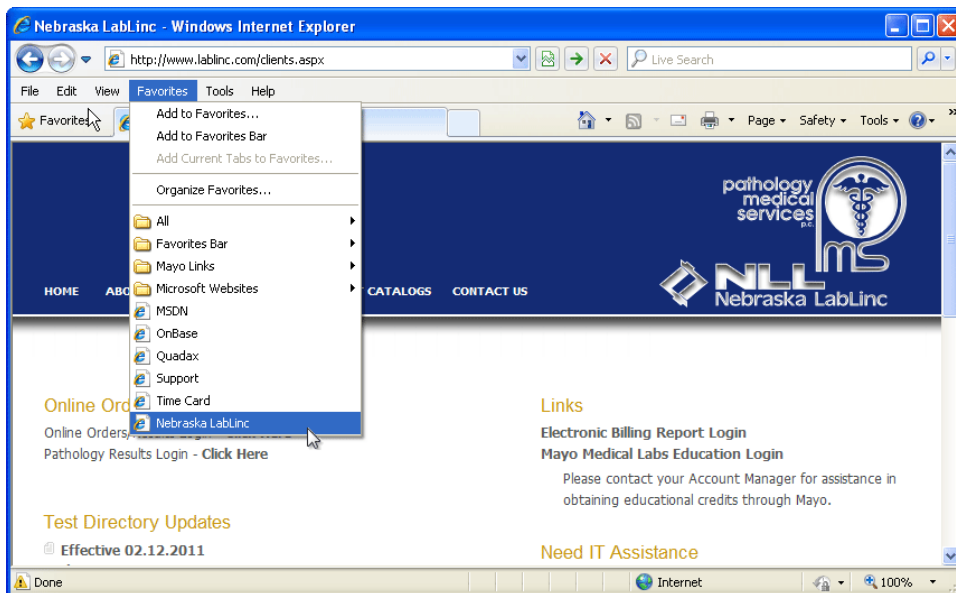 Nebraska LabLinc - Windows Internet Explorer
http://www.lablinc.com/clients.aspx
Live Search
File Edit View Favorites Tools Help
Favorites
Page Safety Tools
Add to Favorites...
Add to Favorites Bar
Add Current Tabs to Favorites...
Organize Favorites...
All
Favorites Bar
Mayo Links
Microsoft Websites
MSDN
OnBase
Quadax
Support
Time Card
Nebraska LabLinc
pathology
medical
services
p.c.
PMS
NLL
Nebraska LabLinc
HOME CATALOGS CONTACT US
Online
Online Orders
Pathology Results Login - Click Here
Test Directory Updates
Effective 02.12.2011
Links
Electronic Billing Report Login
Mayo Medical Labs Education Login
Please contact your Account Manager for assistance in
obtaining educational credits through Mayo.
Need IT Assistance
Done Internet 100%